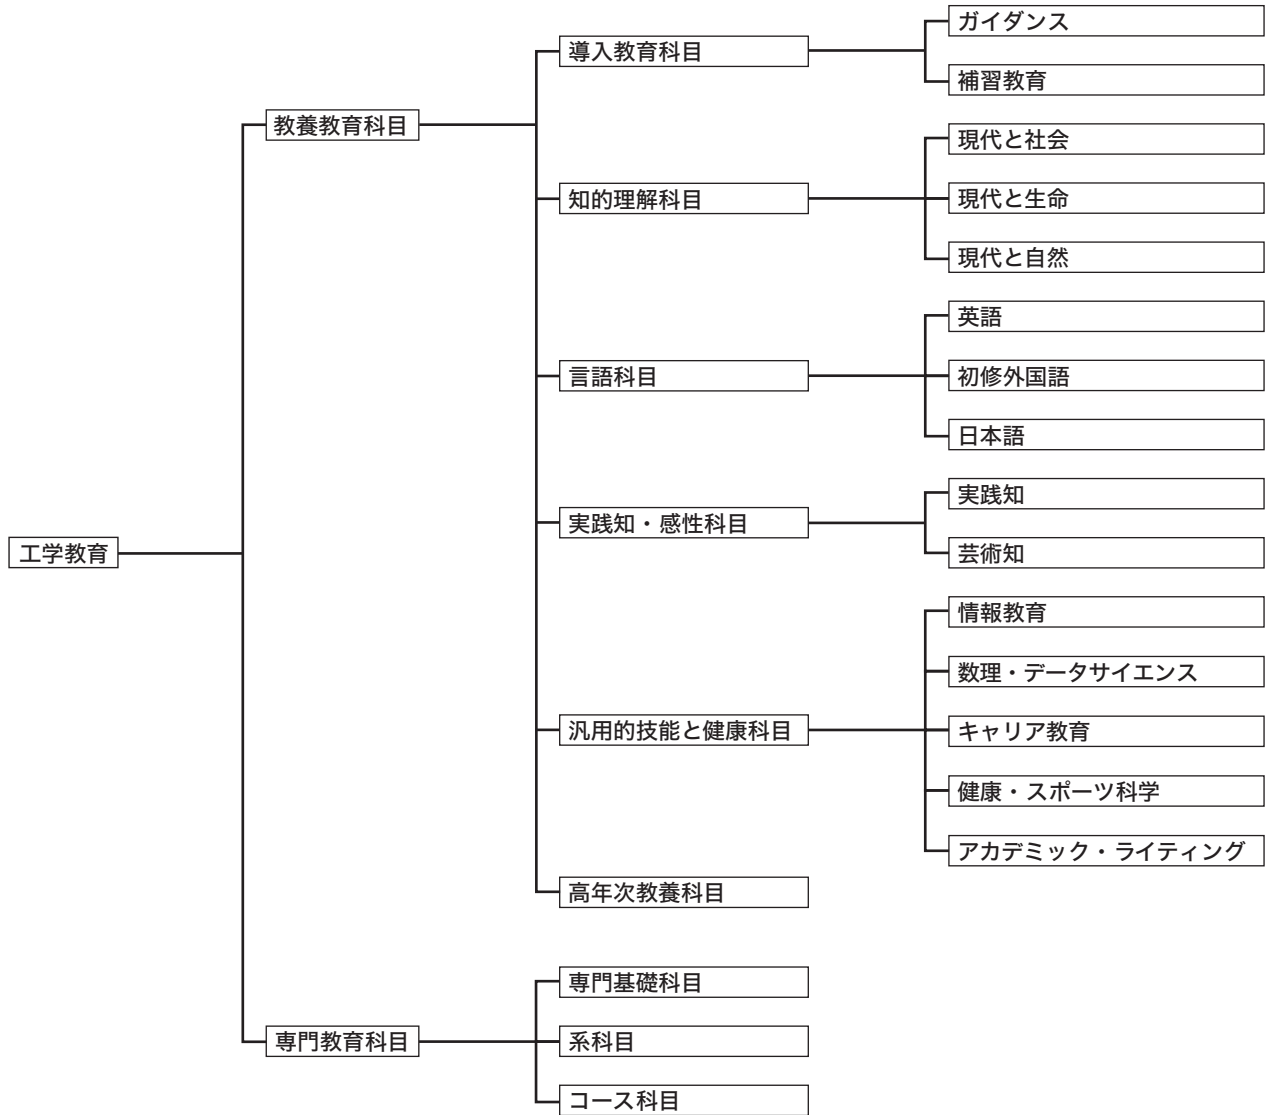 工学教育
教養教育科目
導入教育科目
ガイダンス
補習教育
知的理解科目
現代と社会
現代と生命
現代と自然
言語科目
英語
初修外国語
日本語
実践知・感性科目
実践知
芸術知
汎用的技能と健康科目
情報教育
数理・データサイエンス
キャリア教育
健康・スポーツ科学
アカデミック・ライティング
高年次教養科目
専門教育科目
専門基礎科目
系科目
コース科目